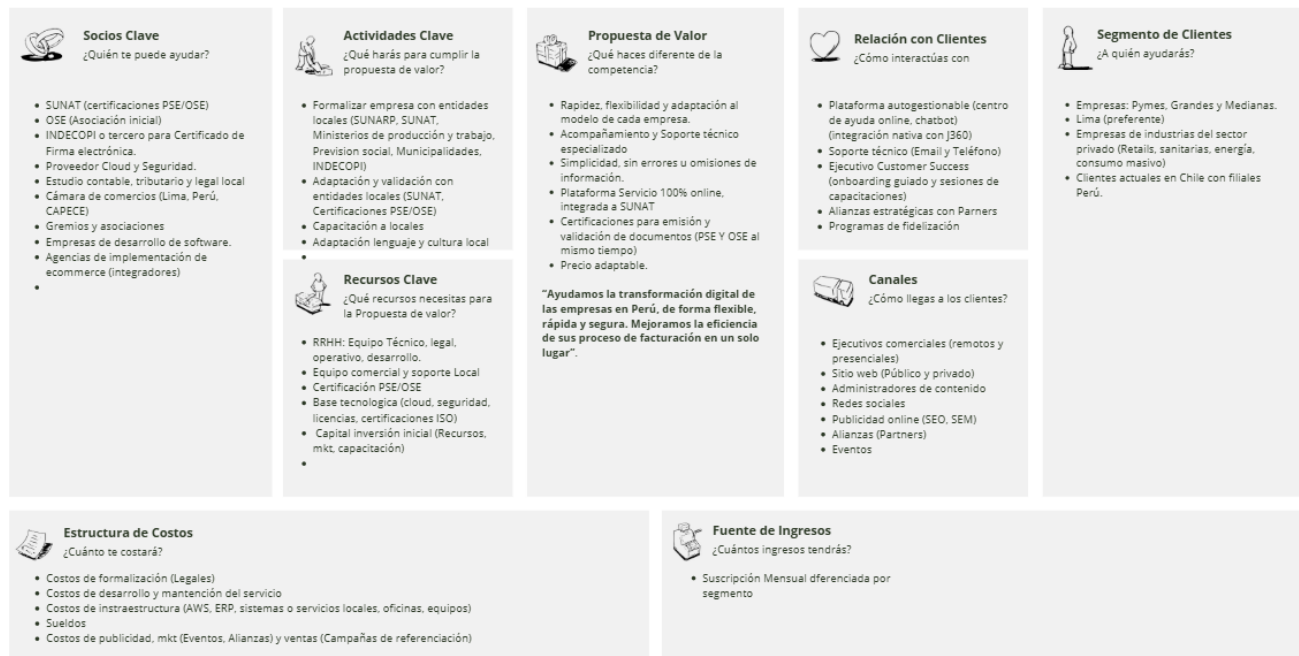 Socios Clave
¿Quién te puede ayudar?
• SUNAT (certificaciones PSE/OSE)
• OSE (Asociación inicial)
• INDECOPI o tercero para Certificado de
Firma electrónica.
• Proveedor Cloud y Seguridad.
• Estudio contable, tributario y legal local
• Cámara de comercios (Lima, Perú,
CAPECE)
• Gremios y asociaciones
• Empresas de desarrollo de software.
• Agencias de implementación de
ecommerce (integradores)
•
Actividades Clave
¿Qué harás para cumplir la
propuesta de valor?
• Formalizar empresa con entidades
locales (SUNARP, SUNAT,
Ministerios de producción y trabajo,
Prevision social, Municipalidades,
INDECOPI)
• Adaptación y validación con
entidades locales (SUNAT,
Certificaciones PSE/OSE)
• Capacitación a locales
• Adaptación lenguaje y cultura local
•
Recursos Clave
¿Qué recursos necesitas para
la Propuesta de valor?
• RRHH: Equipo Técnico, legal,
operativo, desarrollo.
• Equipo comercial y soporte Local
• Certificación PSE/OSE
• Base tecnologica (cloud, seguridad,
licencias, certificaciones ISO)
• Capital inversión inicial (Recursos,
mkt, capacitación)
•
Propuesta de Valor
¿Qué haces diferente de la
competencia?
• Rapidez, flexibilidad y adaptación al
modelo de cada empresa.
• Acompañamiento y Soporte técnico
especializado
• Simplicidad, sin errores u omisiones de
información.
• Plataforma Servicio 100% online,
integrada a SUNAT
• Certificaciones para emisión y
validación de documentos (PSE Y OSE al
mismo tiempo)
• Precio adaptable.
"Ayudamos la transformación digital de
las empresas en Perú, de forma flexible,
rápida y segura. Mejoramos la eficiencia
de sus proceso de facturación en un solo
lugar".
Relación con Clientes
¿Cómo interactúas con
• Plataforma autogestionable (centro
de ayuda online, chatbot)
(integración nativa con J360)
• Soporte técnico (Email y Teléfono)
• Ejecutivo Customer Success
(onboarding guiado y sesiones de
capacitaciones)
• Alianzas estratégicas con Parners
• Programas de fidelización
Canales
¿Cómo llegas a los clientes?
• Ejecutivos comerciales (remotos y
presenciales)
• Sitio web (Público y privado)
• Administradores de contenido
• Redes sociales
• Publicidad online (SEO, SEM)
• Alianzas (Partners)
• Eventos
Segmento de Clientes
¿A quién ayudarás?
• Empresas: Pymes, Grandes y Medianas.
• Lima (preferente)
• Empresas de industrias del sector
privado (Retails, sanitarias, energía,
consumo masivo)
• Clientes actuales en Chile con filiales
Perú.
Estructura de Costos
¿Cuánto te costará?
• Costos de formalización (Legales)
• Costos de desarrollo y mantención del servicio
• Costos de instraestructura (AWS, ERP, sistemas o servicios locales, oficinas, equipos)
• Sueldos
• Costos de publicidad, mkt (Eventos, Alianzas) y ventas (Campañas de referenciación)
Fuente de Ingresos
¿Cuántos ingresos tendrás?
• Suscripción Mensual dferenciada por
segmento